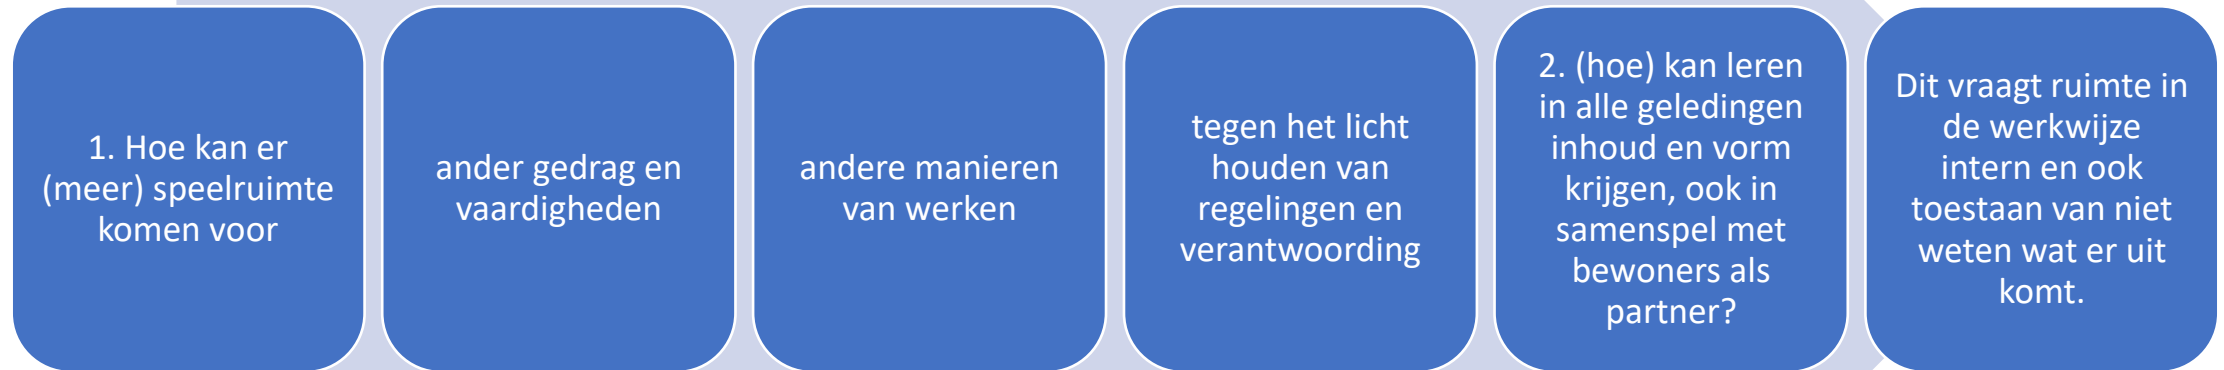 1. Hoe kan er
(meer) speelruimte
komen voor
ander gedrag en
vaardigheden
andere manieren
van werken
tegen het licht
houden van
regelingen en
verantwoording
2. (hoe) kan leren
in alle geledingen
inhoud en vorm
krijgen, ook in
samenspel met
bewoners als
partner?
Dit vraagt ruimte in
de werkwijze
intern en ook
toestaan van niet
weten wat er uit
komt.